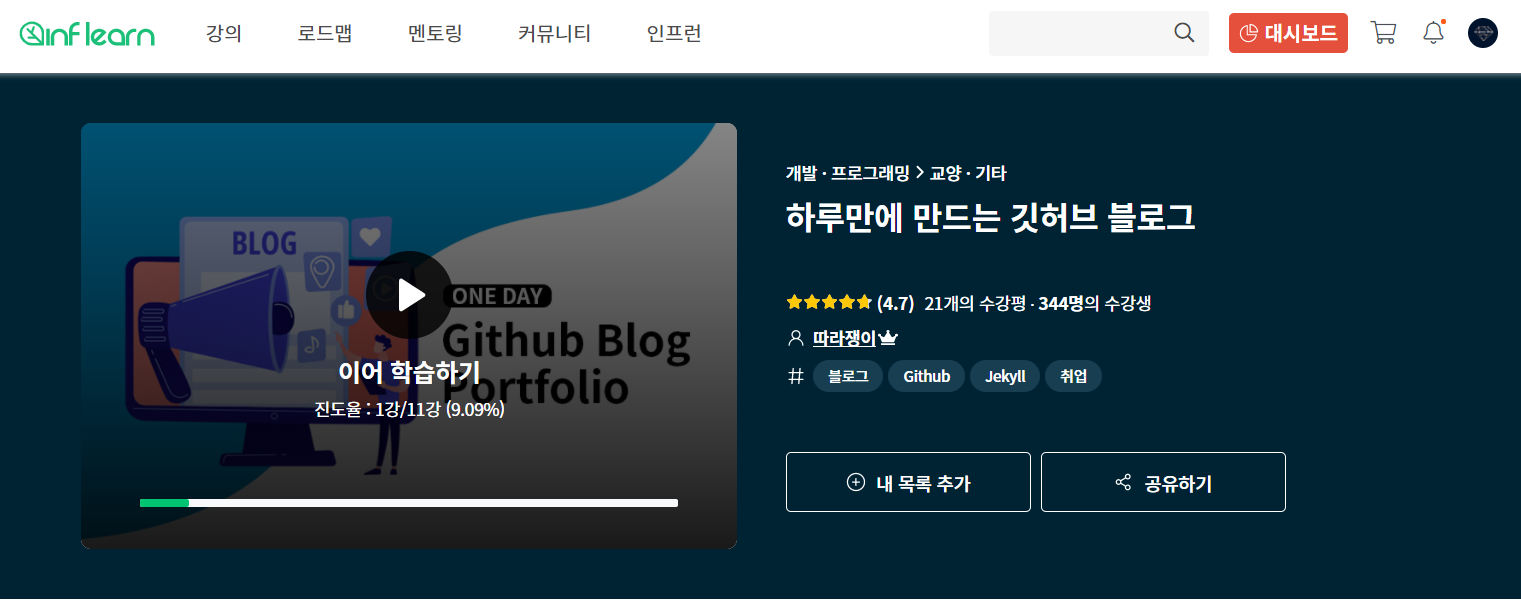 inflearn
강의 로드맵 멘토링 커뮤니티 인프런
대시보드
BLOG
ONE DAY
Github Blog
Portfolio
이어 학습하기
진도율 : 1강/11강 (9.09%)
개발 · 프로그래밍 > 교양 · 기타
하루만에 만드는 깃허브 블로그
(4.7) 21개의 수강평 · 344명의 수강생
따라쟁이
# 블로그 Github Jekyll 취업
내 목록 추가
공유하기